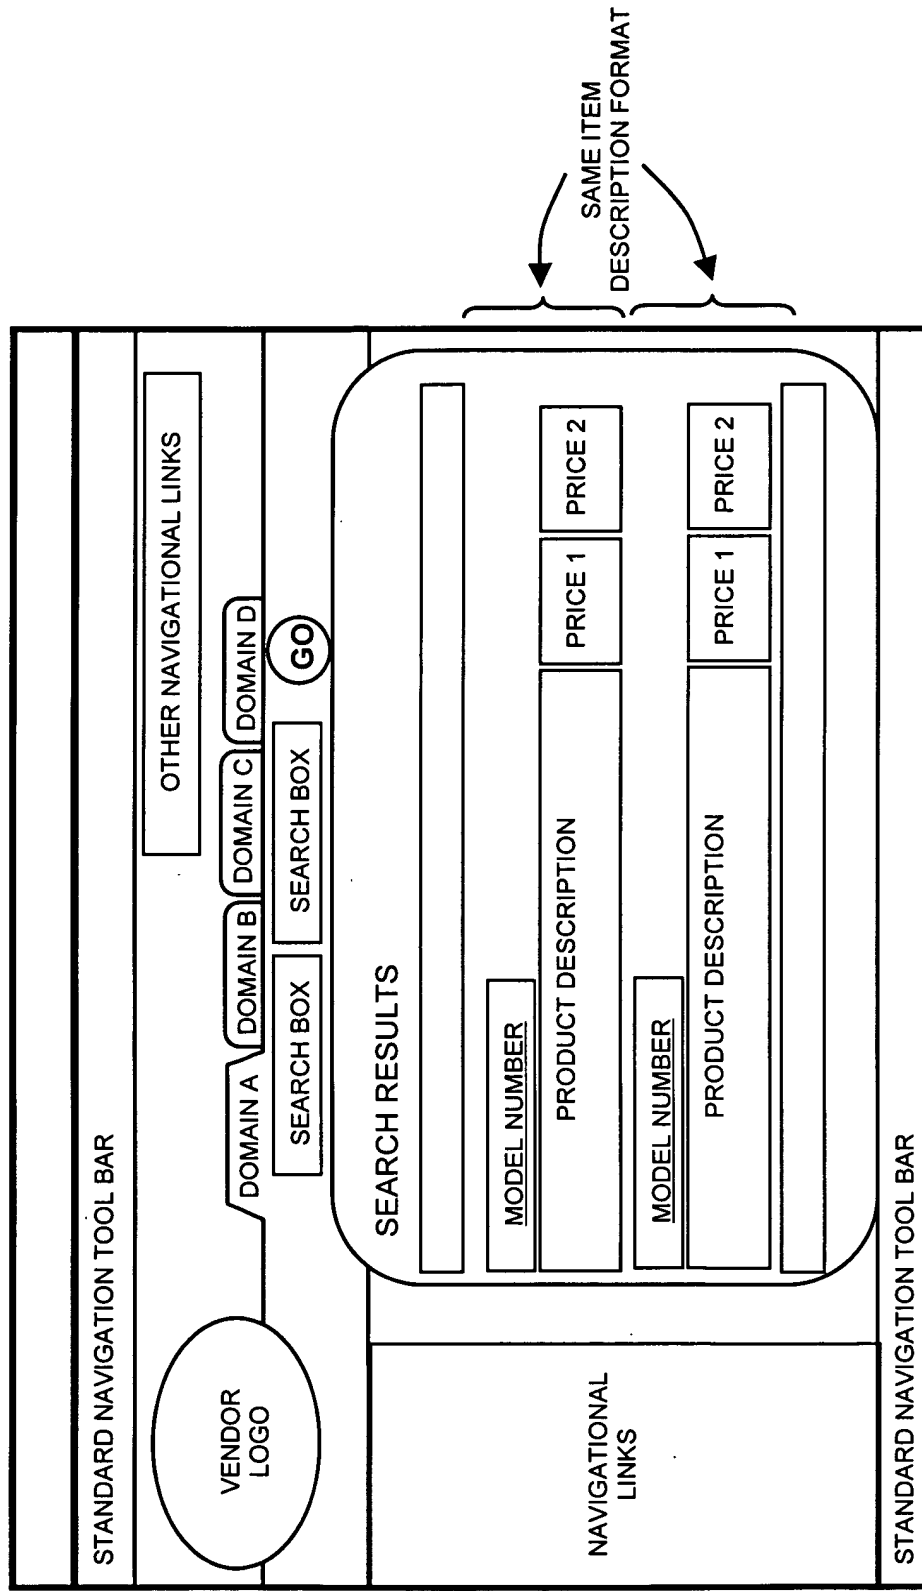 STANDARD NAVIGATION TOOL BAR
VENDOR
LOGO
OTHER NAVIGATIONAL LINKS
DOMAIN A
DOMAIN B
DOMAIN C
DOMAIN D
SEARCH BOX
SEARCH BOX
GO
NAVIGATIONAL
LINKS
SEARCH RESULTS
MODEL NUMBER
PRODUCT DESCRIPTION
PRICE 1
PRICE 2
MODEL NUMBER
PRODUCT DESCRIPTION
PRICE 1
PRICE 2
SAME ITEM
DESCRIPTION FORMAT
STANDARD NAVIGATION TOOL BAR